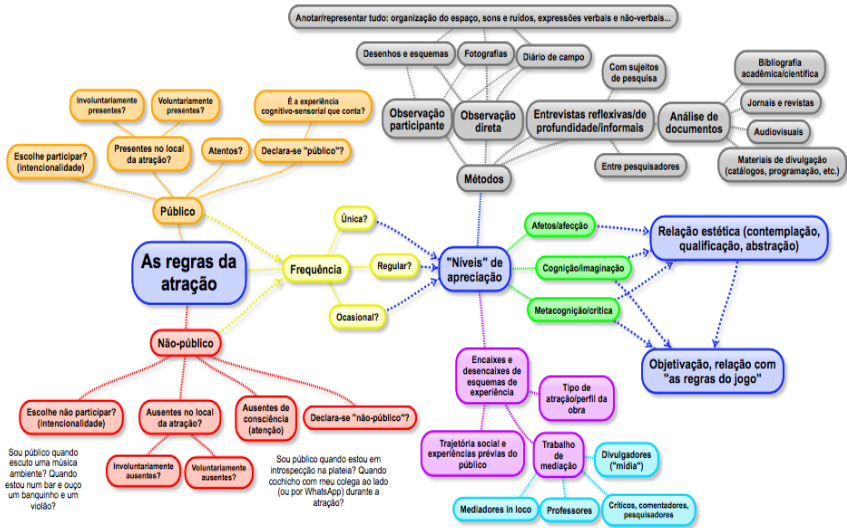 Anotar/representar tudo: organização do espaço, sons e ruídos, expressões verbais e não-verbais...
Desenhos e esquemas
Fotografias
Diário de campo
Com sujeitos
de pesquisa
Bibliografia
acadêmica/científica
Jornais e revistas
Audiovisuais
Materiais de divulgação
(catálogos, programação, etc.)
Observação
participante
Observação
direta
Entrevistas reflexivas/de
profundidade/informais
Análise de
documentos
Entre pesquisadores
Métodos
Involuntariamente
presentes?
Voluntariamente
presentes?
É a experiência
cognitivo-sensorial que conta?
Escolhe participar?
(intencionalidade)
Presentes no local
da atração?
Atentos?
Declara-se "público"?
Público
As regras da
atração
Frequência
Única?
Regular?
Ocasional?
"Níveis" de
apreciação
Afetos/afecção
Cognição/imaginação
Metacognição/crítica
Relação estética (contemplação,
qualificação, abstração)
Objetivação, relação com
"as regras do jogo"
Não-público
Escolhe não participar?
(intencionalidade)
Ausentes no local
da atração?
Ausentes de
consciência
(atenção)
Declara-se "não-público"?
Involuntariamente
ausentes?
Voluntariamente
ausentes?
Sou público quando
escuto uma música
ambiente? Quando
estou num bar e ouço
um banquinho e um
violão?
Sou público quando estou em
introspecção na plateia? Quando
cochicho com meu colega ao lado
(ou por WhatsApp) durante a
atração?
Encaixes e
desencaixes de
esquemas de
experiência
Tipo de
atração/perfil da
obra
Trajetória social e
experiências prévias do
público
Trabalho
de
mediação
Divulgadores
("mídia")
Mediadores in loco
Professores
Críticos, comentadores,
pesquisadores